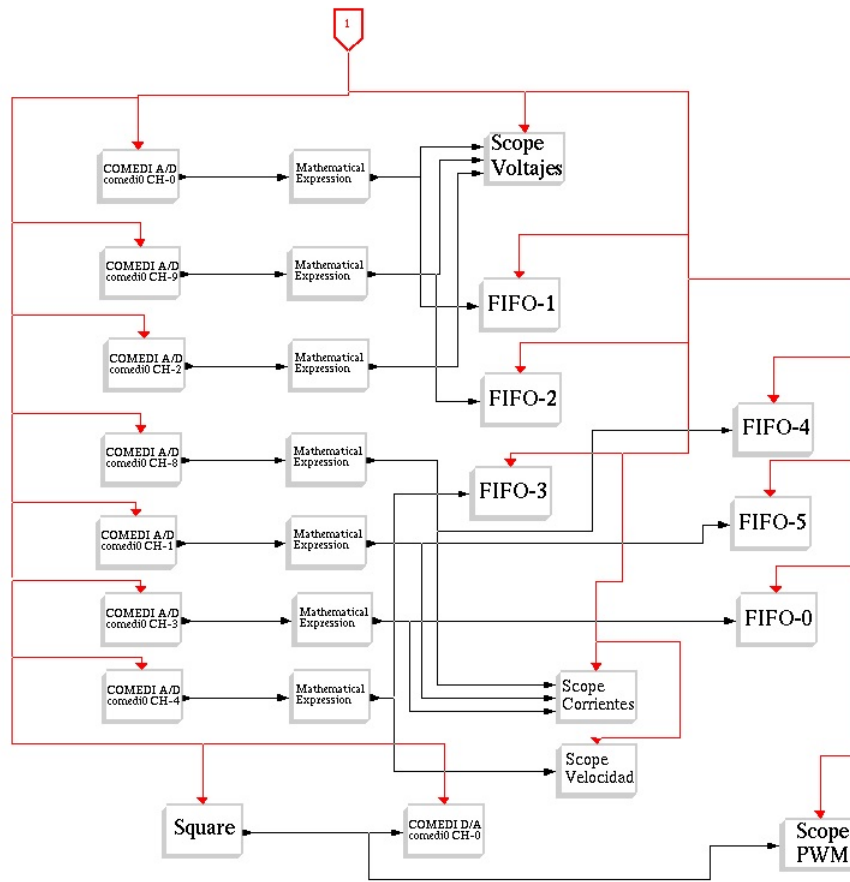 1
COMEDI A/D
comedi0 CH-0
Mathematical
Expression
Scope
Voltajes
COMEDI A/D
comedi0 CH-9
Mathematical
Expression
FIFO-1
COMEDI A/D
comedi0 CH-2
Mathematical
Expression
FIFO-2
FIFO-4
COMEDI A/D
comedi0 CH-8
Mathematical
Expression
FIFO-3
FIFO-5
COMEDI A/D
comedi0 CH-1
Mathematical
Expression
COMEDI A/D
comedi0 CH-3
Mathematical
Expression
FIFO-0
COMEDI A/D
comedi0 CH-4
Mathematical
Expression
Scope
Corrientes
Scope
Velocidad
Square
COMEDI D/A
comedi0 CH-0
Scope
PWM